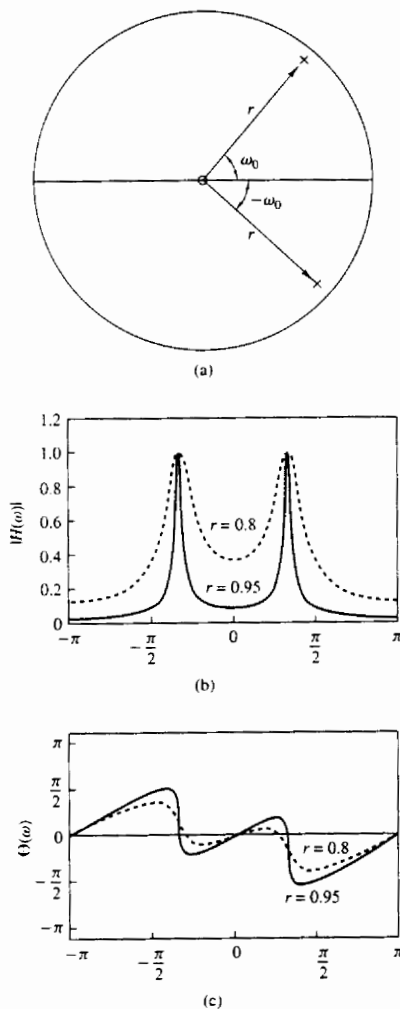 r
ω₀
−ω₀
r
(a)
|H(ω)|
1.2
1.0
0.8
0.6
0.4
0.2
0
r = 0.8
r = 0.95
−π
−π/2
0
π/2
π
(b)
Θ(ω)
π
π/2
0
−π/2
−π
r = 0.8
r = 0.95
−π
−π/2
0
π/2
π
(c)